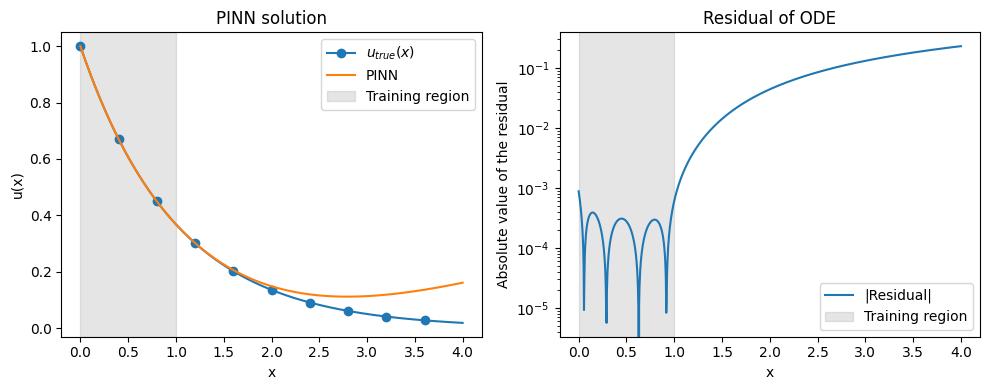 PINN solution
u(x)
1.0
0.8
0.6
0.4
0.2
0.0
u_{true}(x)
PINN
Training region
0.0 0.5 1.0 1.5 2.0 2.5 3.0 3.5 4.0
x
Residual of ODE
Absolute value of the residual
10⁻¹
10⁻²
10⁻³
10⁻⁴
10⁻⁵
|Residual|
Training region
0.0 0.5 1.0 1.5 2.0 2.5 3.0 3.5 4.0
x